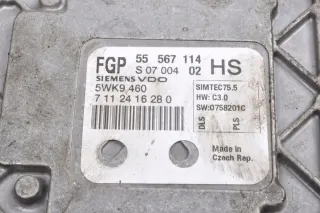 FGP 55 567 114
S 07 004 02 HS
SIEMENS VDO
5WK9 460
7 11 24 16 28 0
SIMTEC75.5
HW: C3.0
SW:0758201C
DLS
PLS
Made in
Czech Rep.